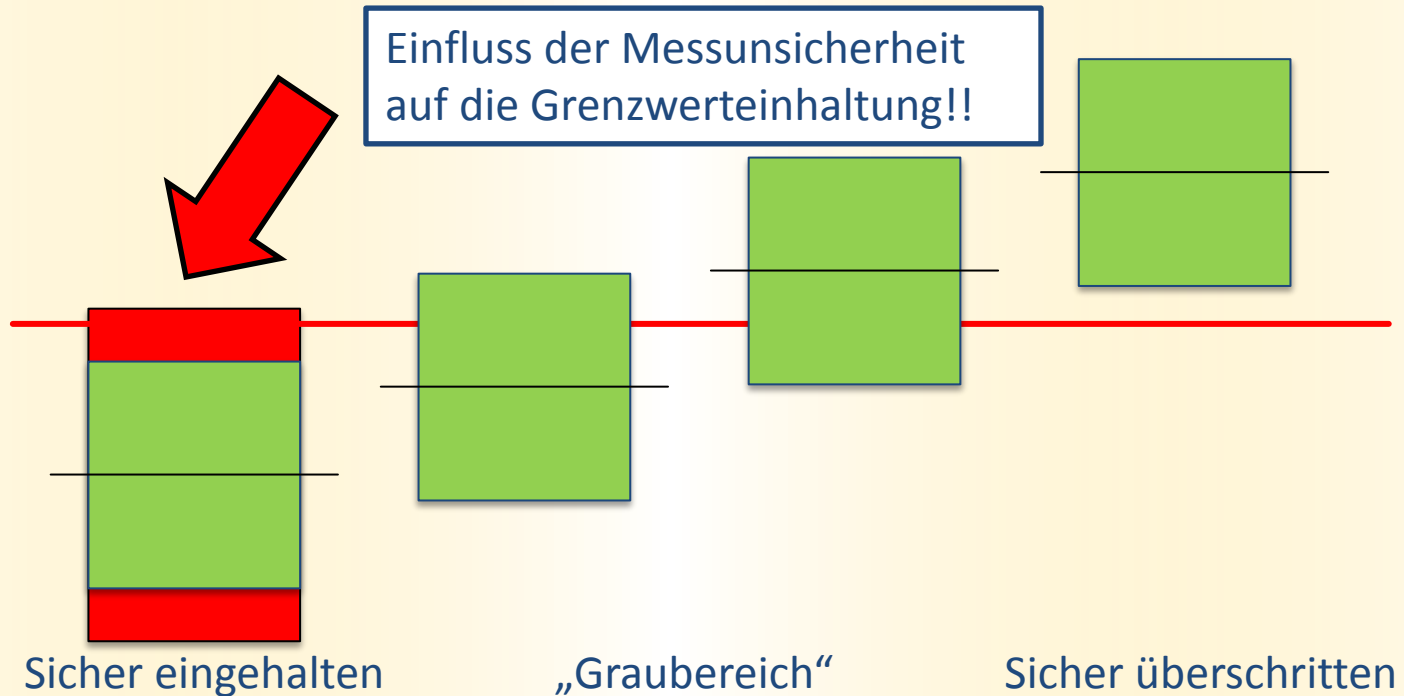 Einfluss der Messunsicherheit
auf die Grenzwerteinhaltung!!
Sicher eingehalten
„Graubereich“
Sicher überschritten